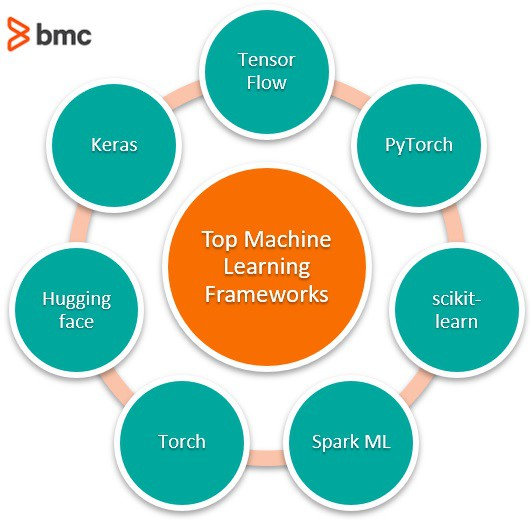 bmc
Tensor
Flow
PyTorch
scikit-
learn
Spark ML
Torch
Hugging
face
Keras
Top Machine
Learning
Frameworks